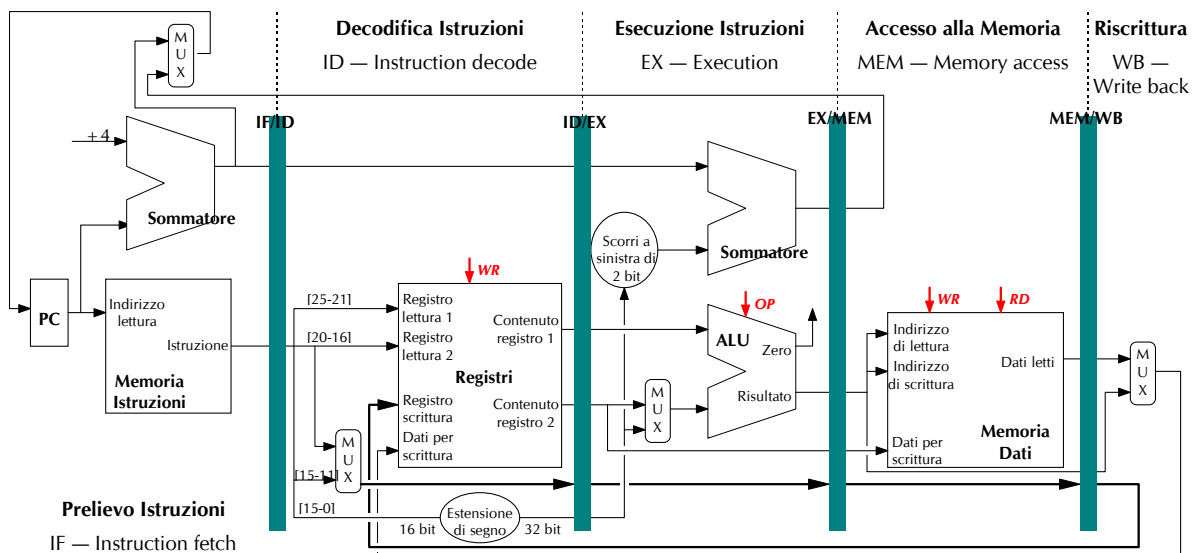 Decodifica Istruzioni
ID — Instruction decode
Esecuzione Istruzioni
EX — Execution
Accesso alla Memoria
MEM — Memory access
Riscrittura
WB —
Write back
M
U
X
IF/ID
ID/EX
EX/MEM
MEM/WB
+4
Sommatore
Scorri a
sinistra di
2 bit
Sommatore
PC
Indirizzo
lettura
Istruzione
Memoria
Istruzioni
[25-21]
[20-16]
[15-11]
[15-0]
WR
Registro
lettura 1
Registro
lettura 2
Registri
Registro
scrittura
Dati per
scrittura
Contenuto
registro 1
Contenuto
registro 2
M
U
X
M
U
X
OP
ALU
Zero
Risultato
WR
RD
Indirizzo
di lettura
Indirizzo
di scrittura
Dati letti
Dati per
scrittura
Memoria
Dati
M
U
X
16 bit
Estensione
di segno
32 bit
Prelievo Istruzioni
IF — Instruction fetch